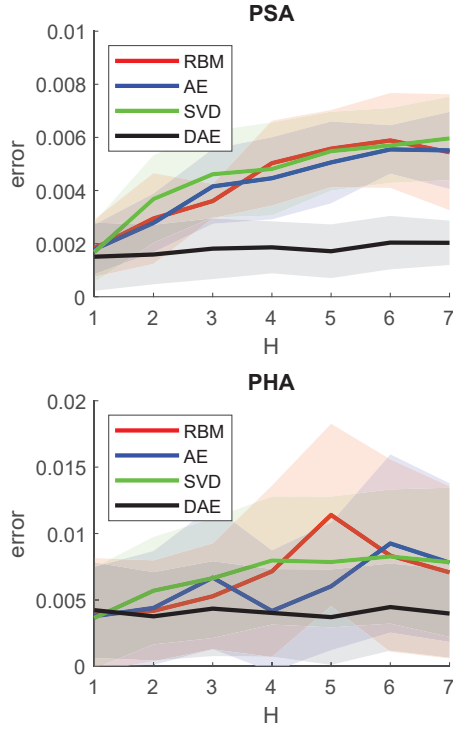 PSA
0.01
0.008
0.006
0.004
0.002
0
error
RBM
AE
SVD
DAE
1 2 3 4 5 6 7
H
PHA
0.02
0.015
0.01
0.005
0
error
RBM
AE
SVD
DAE
1 2 3 4 5 6 7
H